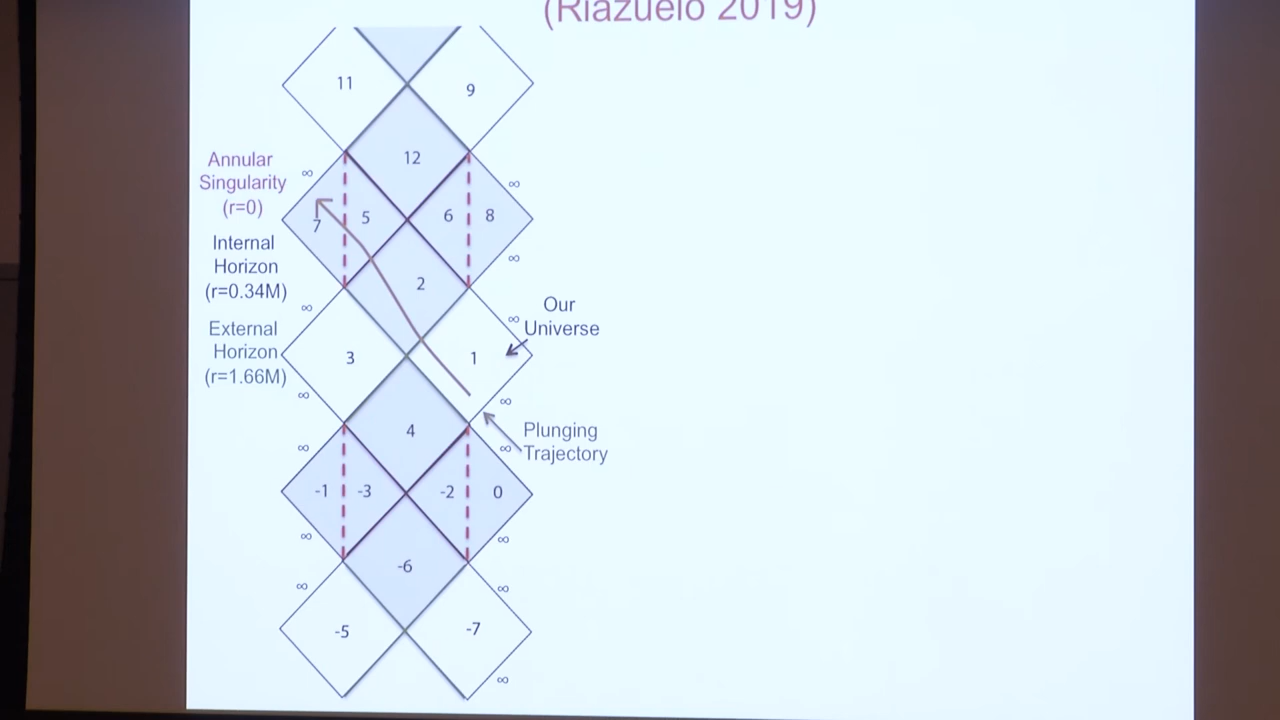 (Riazuelo 2019)
11
9
12
Annular
Singularity
(r=0)
∞
∞
7
5
6
8
Internal
Horizon
(r=0.34M)
∞
2
∞
Our
Universe
∞
External
Horizon
(r=1.66M)
3
1
∞
∞
4
Plunging
Trajectory
∞
∞
-1
-3
-2
0
∞
∞
-6
∞
∞
-5
-7
∞